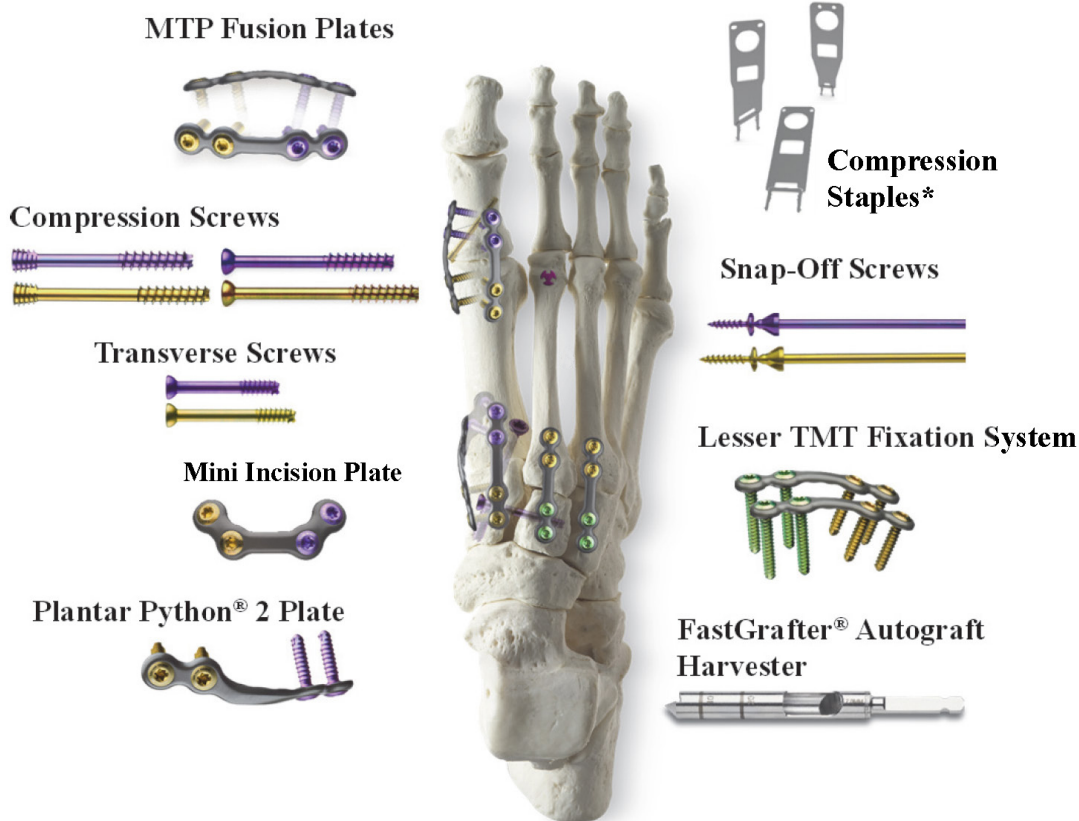 MTP Fusion Plates
Compression
Staples*
Compression Screws
Snap-Off Screws
Transverse Screws
Lesser TMT Fixation System
Mini Incision Plate
Plantar Python® 2 Plate
FastGrafter® Autograft
Harvester